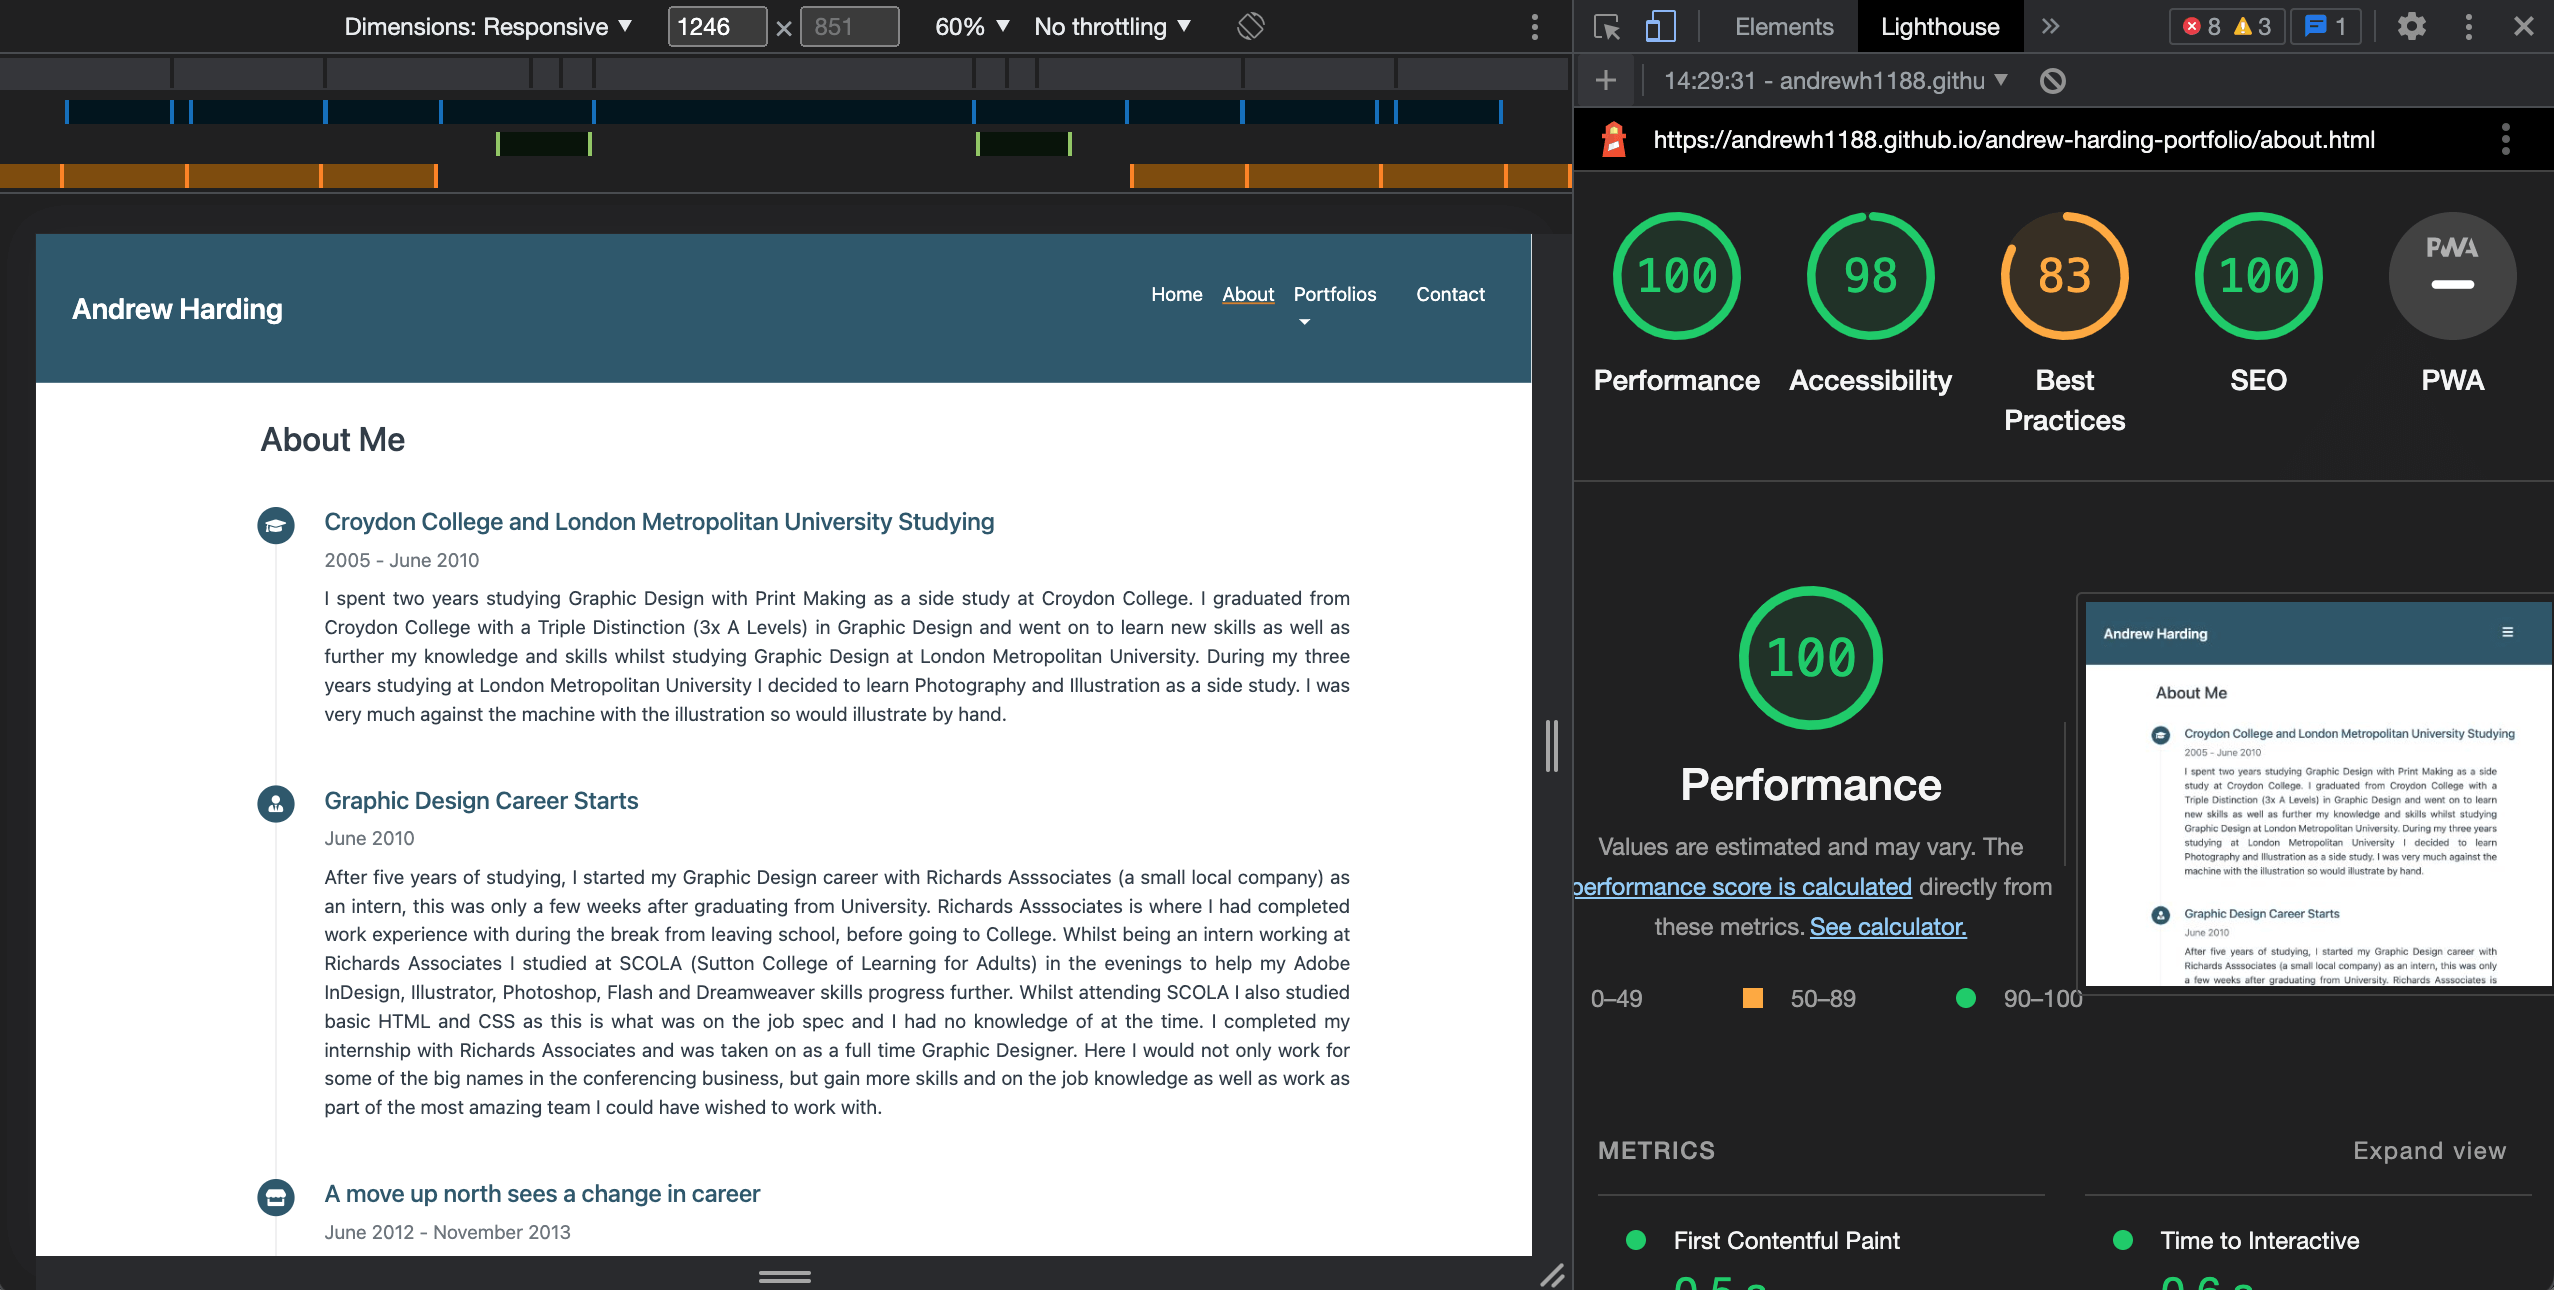 Dimensions: Responsive ▼ 1246 × 851 60% ▼ No throttling ▼
Elements Lighthouse » 8 3 1
14:29:31 - andrewh1188.githu ▼
https://andrewh1188.github.io/andrew-harding-portfolio/about.html
Andrew Harding
Home About Portfolios Contact
About Me
Croydon College and London Metropolitan University Studying
2005 - June 2010
I spent two years studying Graphic Design with Print Making as a side study at Croydon College. I graduated from
Croydon College with a Triple Distinction (3x A Levels) in Graphic Design and went on to learn new skills as well as
further my knowledge and skills whilst studying Graphic Design at London Metropolitan University. During my three
years studying at London Metropolitan University I decided to learn Photography and Illustration as a side study. I was
very much against the machine with the illustration so would illustrate by hand.
Graphic Design Career Starts
June 2010
After five years of studying, I started my Graphic Design career with Richards Asssociates (a small local company) as
an intern, this was only a few weeks after graduating from University. Richards Asssociates is where I had completed
work experience with during the break from leaving school, before going to College. Whilst being an intern working at
Richards Associates I studied at SCOLA (Sutton College of Learning for Adults) in the evenings to help my Adobe
InDesign, Illustrator, Photoshop, Flash and Dreamweaver skills progress further. Whilst attending SCOLA I also studied
basic HTML and CSS as this is what was on the job spec and I had no knowledge of at the time. I completed my
internship with Richards Associates and was taken on as a full time Graphic Designer. Here I would not only work for
some of the big names in the conferencing business, but gain more skills and on the job knowledge as well as work as
part of the most amazing team I could have wished to work with.
A move up north sees a change in career
June 2012 - November 2013
100 98 83 100 PWA
Performance Accessibility Best Practices SEO PWA
100
Performance
Values are estimated and may vary. The
performance score is calculated directly from
these metrics. See calculator.
0–49 50–89 90–100
Andrew Harding
About Me
Croydon College and London Metropolitan University Studying
2005 - June 2010
I spent two years studying Graphic Design with Print Making as a side
study at Croydon College. I graduated from Croydon College with a
Triple Distinction (3x A Levels) in Graphic Design and went on to learn
new skills as well as further my knowledge and skills whilst studying
Graphic Design at London Metropolitan University. During my three years
studying at London Metropolitan University I decided to learn
Photography and Illustration as a side study. I was very much against the
machine with the illustration so would illustrate by hand.
Graphic Design Career Starts
June 2010
After five years of studying, I started my Graphic Design career with
Richards Asssociates (a small local company) as an intern, this was only
a few weeks after graduating from University. Richards Asssociates is
METRICS Expand view
First Contentful Paint
0.5 s
Time to Interactive
0.6 s